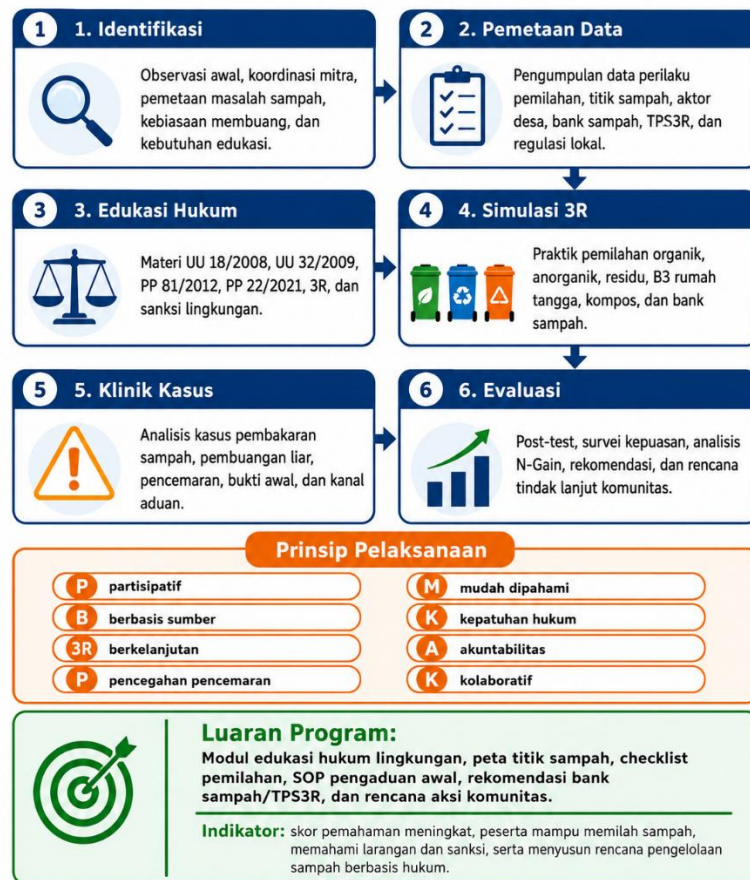 1 1. Identifikasi
Observasi awal, koordinasi mitra,
pemetaan masalah sampah,
kebiasaan membuang, dan
kebutuhan edukasi.
2 2. Pemetaan Data
Pengumpulan data perilaku
pemilahan, titik sampah, aktor
desa, bank sampah, TPS3R, dan
regulasi lokal.
3 3. Edukasi Hukum
Materi UU 18/2008, UU 32/2009,
PP 81/2012, PP 22/2021, 3R, dan
sanksi lingkungan.
4 4. Simulasi 3R
Praktik pemilahan organik,
anorganik, residu, B3 rumah
tangga, kompos, dan bank
sampah.
5 5. Klinik Kasus
Analisis kasus pembakaran
sampah, pembuangan liar,
pencemaran, bukti awal, dan kanal
aduan.
6 6. Evaluasi
Post-test, survei kepuasan, analisis
N-Gain, rekomendasi, dan rencana
tindak lanjut komunitas.
Prinsip Pelaksanaan
P partisipatif
B berbasis sumber
3R berkelanjutan
P pencegahan pencemaran
M mudah dipahami
K kepatuhan hukum
A akuntabilitas
K kolaboratif
Luaran Program:
Modul edukasi hukum lingkungan, peta titik sampah, checklist
pemilahan, SOP pengaduan awal, rekomendasi bank
sampah/TPS3R, dan rencana aksi komunitas.
Indikator: skor pemahaman meningkat, peserta mampu memilah sampah,
memahami larangan dan sanksi, serta menyusun rencana pengelolaan
sampah berbasis hukum.